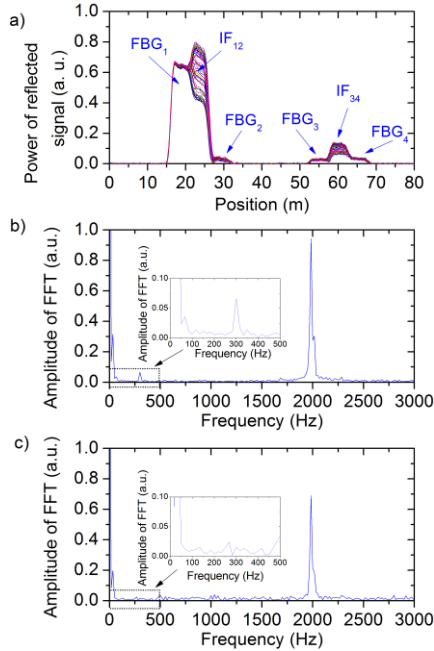 a)
Power of reflected
signal (a. u.)
1.0
0.8
0.6
0.4
0.2
0.0
FBG1
IF12
FBG2
FBG3
IF34
FBG4
0 10 20 30 40 50 60 70 80
Position (m)
b)
Amplitude of FFT (a.u.)
1.0
0.8
0.6
0.4
0.2
0.0
Amplitude of FFT (a.u.)
0.10
0.05
0.00
0 100 200 300 400 500
Frequency (Hz)
0 500 1000 1500 2000 2500 3000
Frequency (Hz)
c)
Amplitude of FFT (a.u.)
1.0
0.8
0.6
0.4
0.2
0.0
Amplitude of FFT (a.u.)
0.10
0.05
0.00
0 100 200 300 400 500
Frequency (Hz)
0 500 1000 1500 2000 2500 3000
Frequency (Hz)